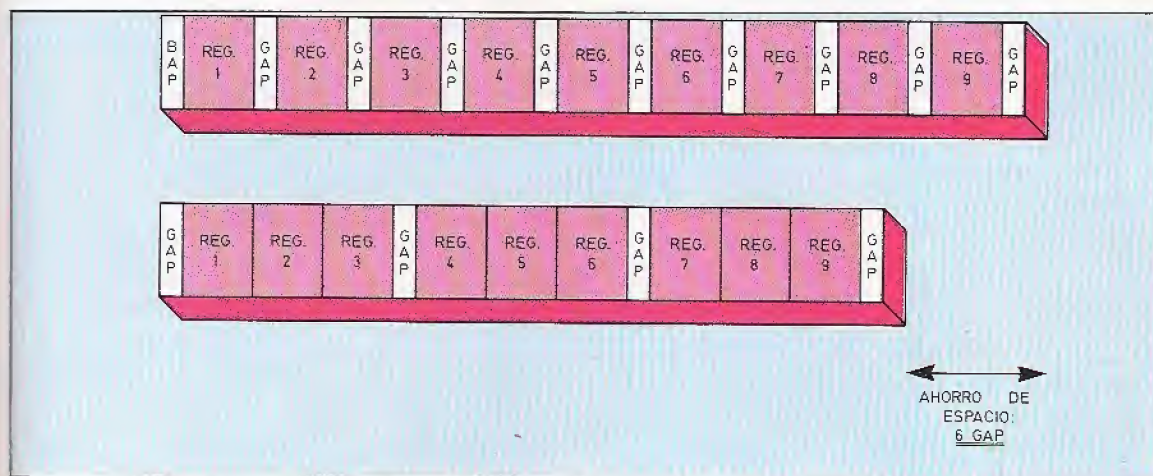 B GAP REG. 1 GAP REG. 2 GAP REG. 3 GAP REG. 4 GAP REG. 5 GAP REG. 6 GAP REG. 7 GAP REG. 8 GAP REG. 9 GAP
GAP REG. 1 REG. 2 REG. 3 GAP REG. 4 REG. 5 REG. 6 GAP REG. 7 REG. 8 REG. 9 GAP
AHORRO DE
ESPACIO:
6 GAP